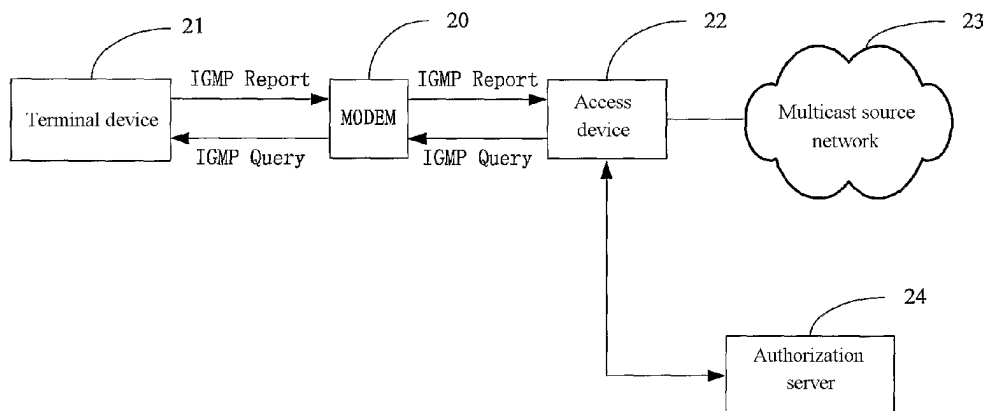 21
20
22
23
IGMP Report
IGMP Report
Terminal device
MODEM
Access
device
Multicast source
network
IGMP Query
IGMP Query
24
Authorization
server